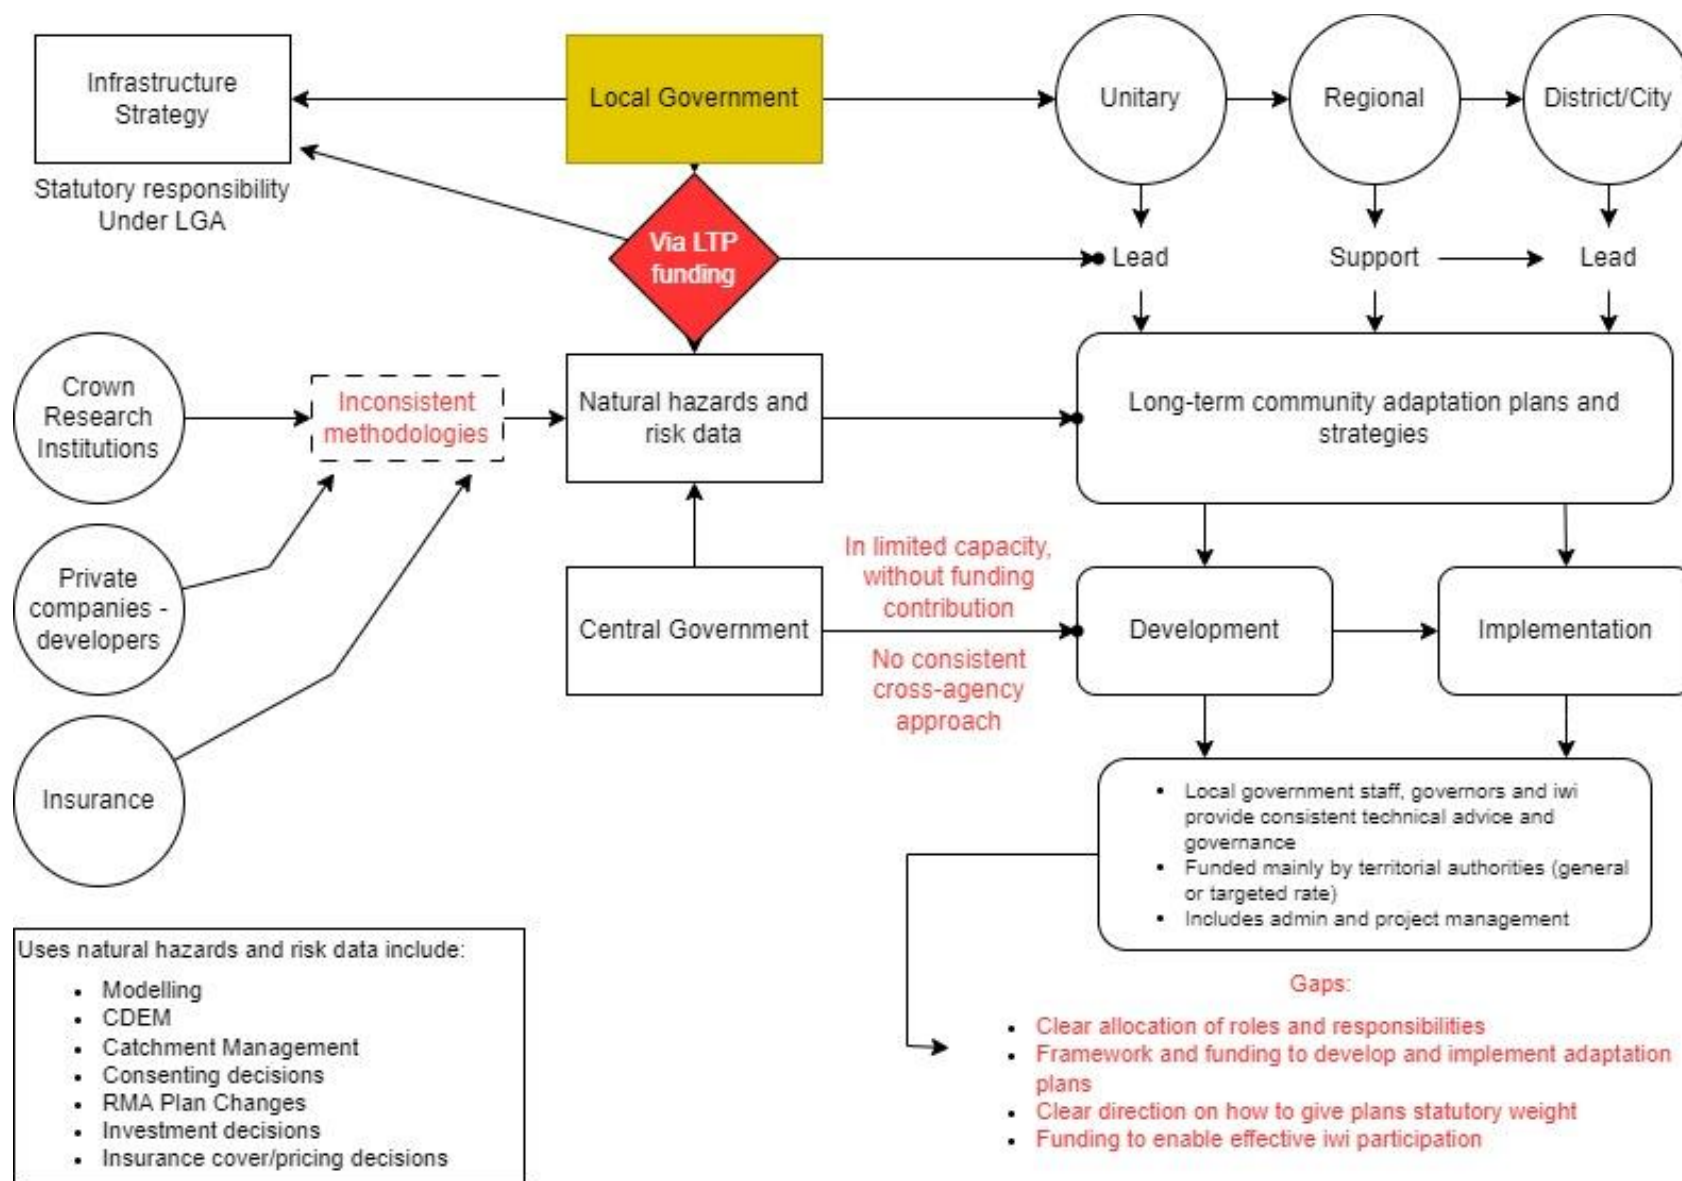 Infrastructure
Strategy
Local Government
Unitary
Regional
District/City
Statutory responsibility
Under LGA
Via LTP
funding
Lead
Support
Lead
Crown
Research
Institutions
Inconsistent
methodologies
Natural hazards and
risk data
Long-term community adaptation plans and
strategies
Private
companies -
developers
Central Government
In limited capacity,
without funding
contribution
No consistent
cross-agency
approach
Development
Implementation
Insurance
• Local government staff, governors and iwi
provide consistent technical advice and
governance
• Funded mainly by territorial authorities (general
or targeted rate)
• Includes admin and project management
Uses natural hazards and risk data include:
• Modelling
• CDEM
• Catchment Management
• Consenting decisions
• RMA Plan Changes
• Investment decisions
• Insurance cover/pricing decisions
Gaps:
• Clear allocation of roles and responsibilities
• Framework and funding to develop and implement adaptation
plans
• Clear direction on how to give plans statutory weight
• Funding to enable effective iwi participation